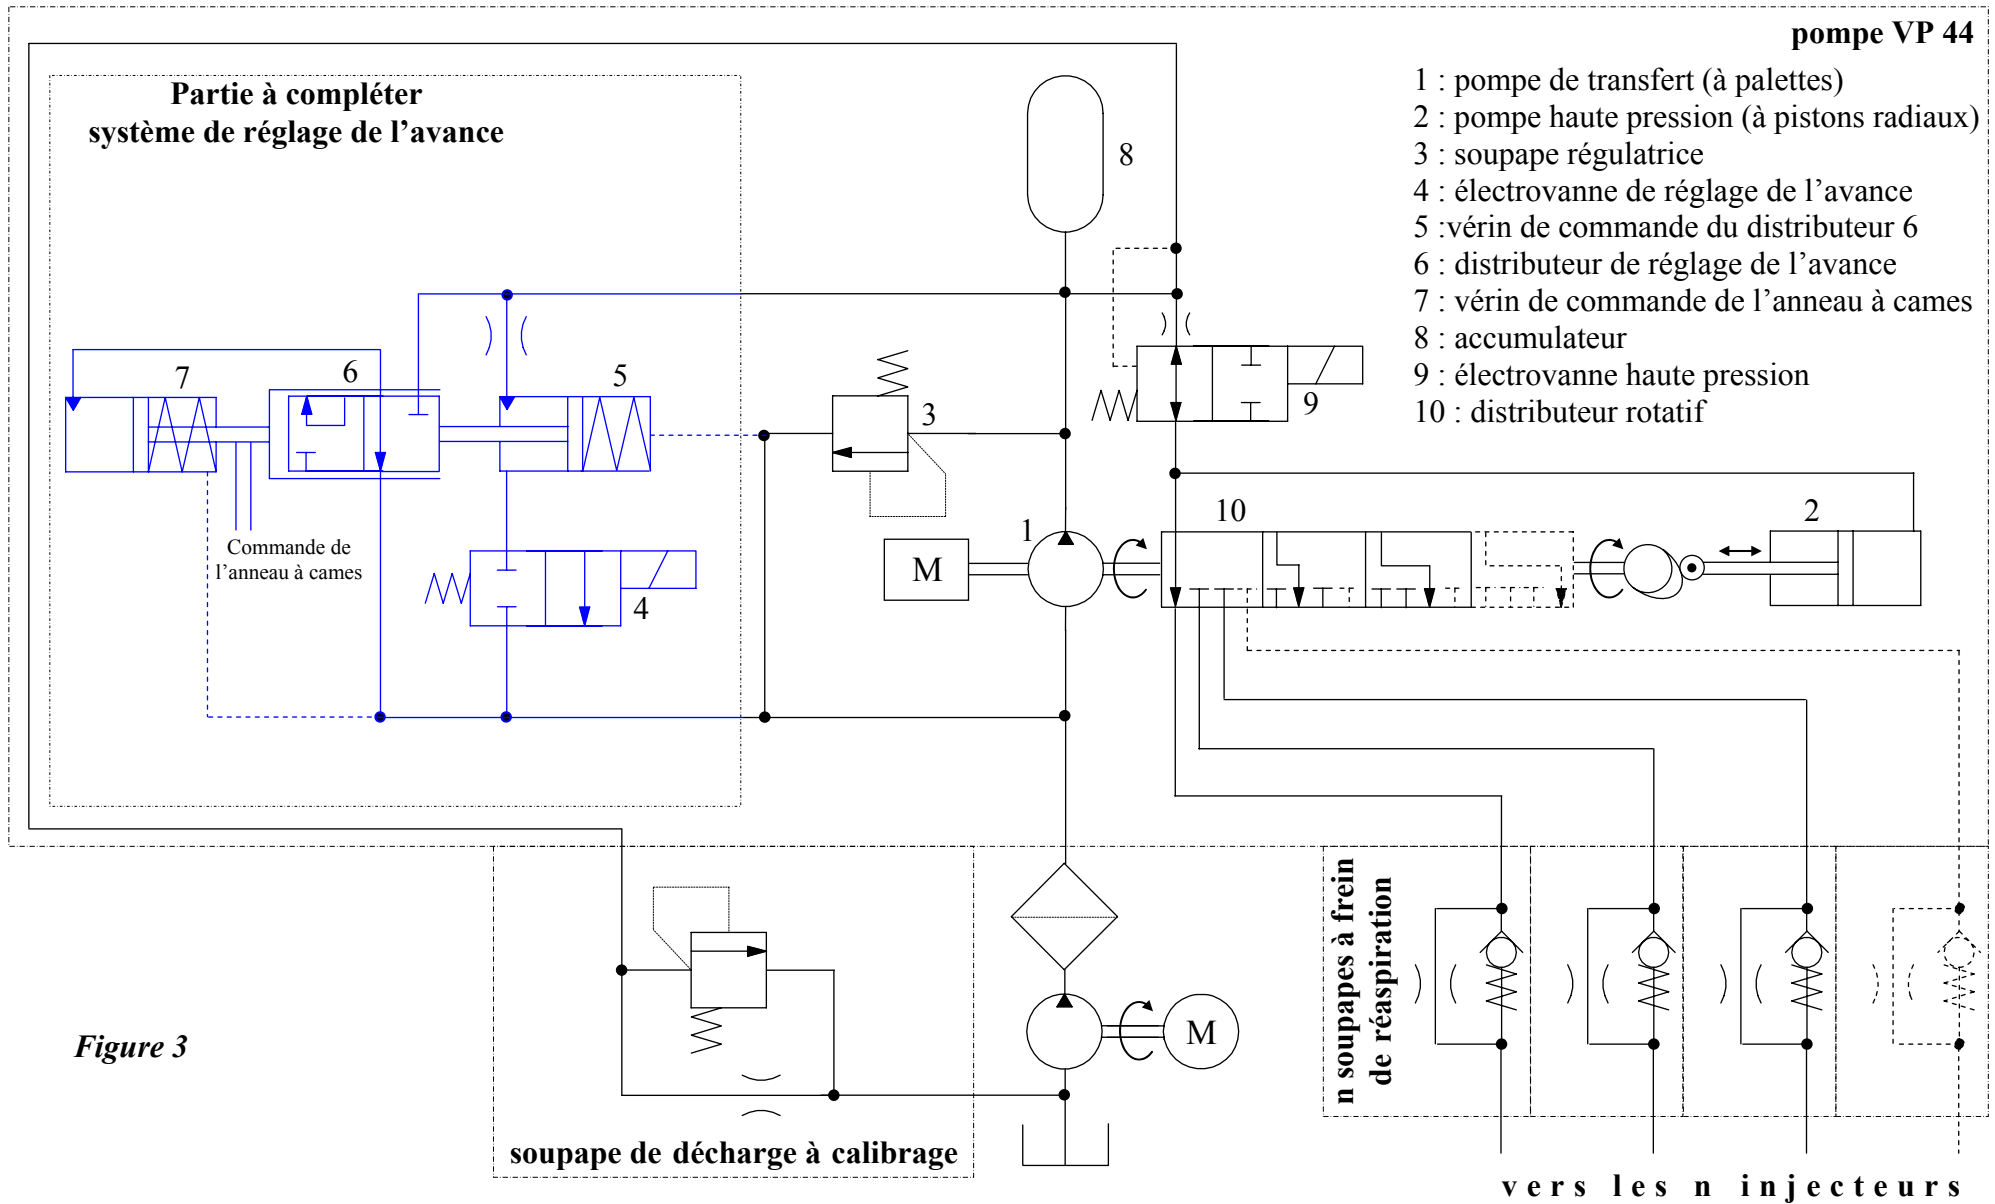 pompe VP 44
Partie à compléter
système de réglage de l’avance
1 : pompe de transfert (à palettes)
2 : pompe haute pression (à pistons radiaux)
3 : soupape régulatrice
4 : électrovanne de réglage de l’avance
5 :vérin de commande du distributeur 6
6 : distributeur de réglage de l’avance
7 : vérin de commande de l’anneau à cames
8 : accumulateur
9 : électrovanne haute pression
10 : distributeur rotatif
8
7
6
5
3
9
1
10
2
M
Commande de
l’anneau à cames
4
n soupapes à frein
de réaspiration
M
Figure 3
soupape de décharge à calibrage
vers les n injecteurs